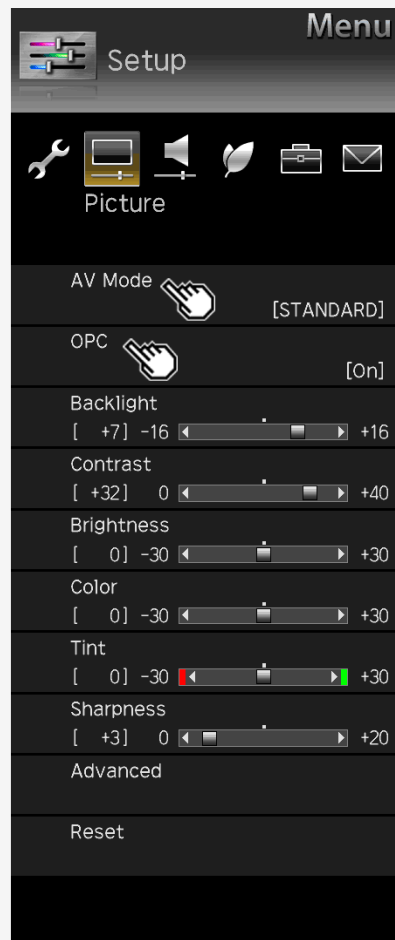 Menu
Setup
Picture
AV Mode
[STANDARD]
OPC
[On]
Backlight
[ +7] -16 +16
Contrast
[ +32] 0 +40
Brightness
[ 0] -30 +30
Color
[ 0] -30 +30
Tint
[ 0] -30 +30
Sharpness
[ +3] 0 +20
Advanced
Reset